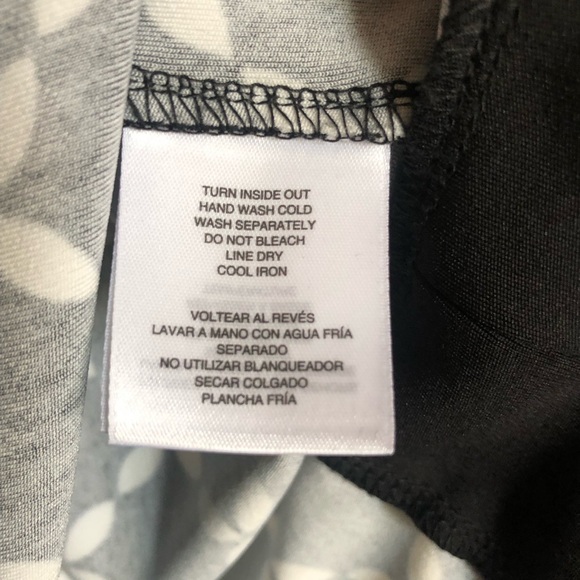 TURN INSIDE OUT
HAND WASH COLD
WASH SEPARATELY
DO NOT BLEACH
LINE DRY
COOL IRON
VOLTEAR AL REVÉS
LAVAR A MANO CON AGUA FRÍA
SEPARADO
NO UTILIZAR BLANQUEADOR
SECAR COLGADO
PLANCHA FRÍA